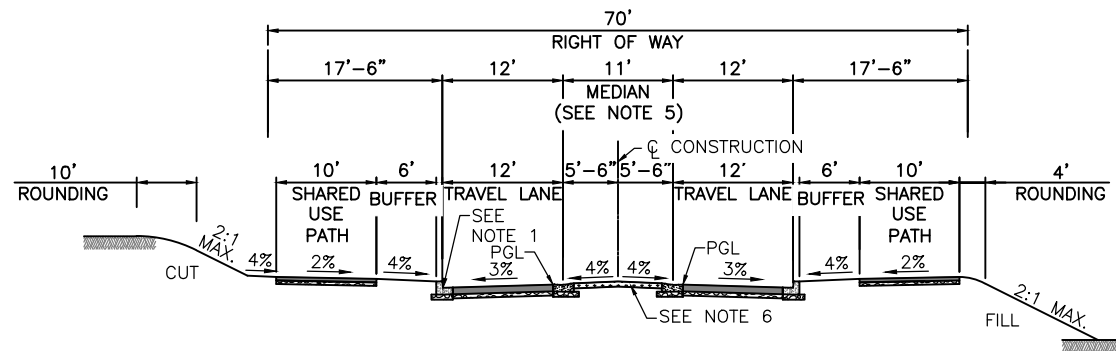 70'
RIGHT OF WAY
17'-6" 12' 11' 12' 17'-6"
MEDIAN
(SEE NOTE 5)
℄ CONSTRUCTION
10' 10' 6' 12' 5'-6" 5'-6" 12' 6' 10' 4'
ROUNDING SHARED USE PATH BUFFER TRAVEL LANE TRAVEL LANE BUFFER SHARED USE PATH ROUNDING
SEE NOTE 1
PGL PGL
2:1 MAX.
CUT
4% 2% 4% 3% 4% 4% 3% 4% 2%
2:1 MAX.
FILL
SEE NOTE 6